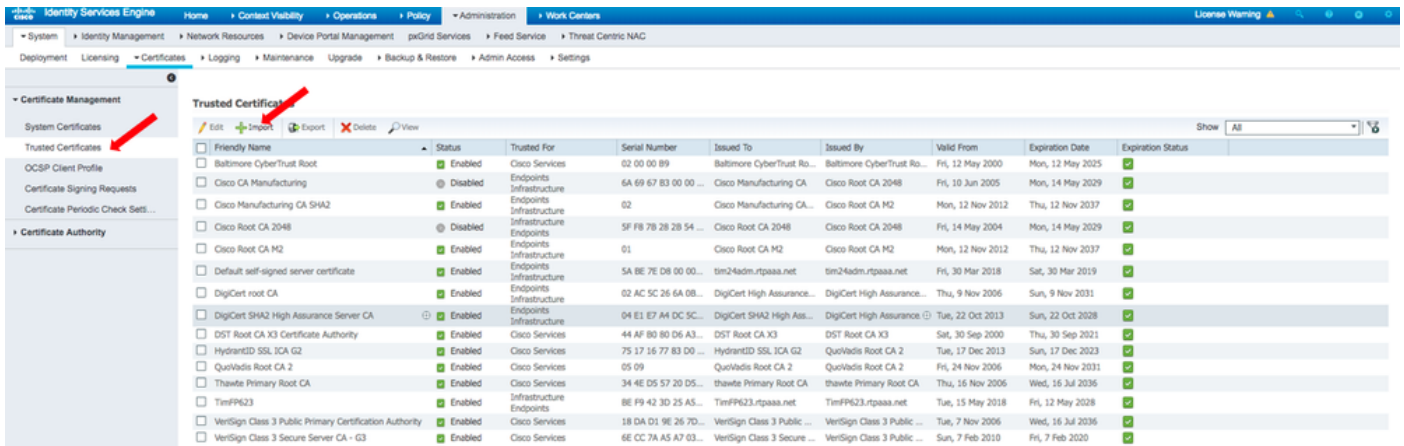 cisco Identity Services Engine Home Context Visibility Operations Policy Administration Work Centers License Warning
System Identity Management Network Resources Device Portal Management pxGrid Services Feed Service Threat Centric NAC
Deployment Licensing Certificates Logging Maintenance Upgrade Backup & Restore Admin Access Settings
Certificate Management
System Certificates
Trusted Certificates
OCSP Client Profile
Certificate Signing Requests
Certificate Periodic Check Setti...
Certificate Authority
Trusted Certificates
Edit Import Export Delete View Show All
Friendly Name Status Trusted For Serial Number Issued To Issued By Valid From Expiration Date Expiration Status
Baltimore CyberTrust Root Enabled Cisco Services 02 00 00 B9 Baltimore CyberTrust Ro... Baltimore CyberTrust Ro... Fri, 12 May 2000 Mon, 12 May 2025
Cisco CA Manufacturing Disabled Endpoints Infrastructure 6A 69 67 B3 00 00 ... Cisco Manufacturing CA Cisco Root CA 2048 Fri, 10 Jun 2005 Mon, 14 May 2029
Cisco Manufacturing CA SHA2 Enabled Endpoints Infrastructure 02 Cisco Manufacturing CA... Cisco Root CA M2 Mon, 12 Nov 2012 Thu, 12 Nov 2037
Cisco Root CA 2048 Disabled Infrastructure Endpoints 5F F8 7B 28 2B 54 ... Cisco Root CA 2048 Cisco Root CA 2048 Fri, 14 May 2004 Mon, 14 May 2029
Cisco Root CA M2 Enabled Endpoints Infrastructure 01 Cisco Root CA M2 Cisco Root CA M2 Mon, 12 Nov 2012 Thu, 12 Nov 2037
Default self-signed server certificate Enabled Endpoints Infrastructure 5A BE 7E D8 00 00... tim24adm.rtpaaa.net tim24adm.rtpaaa.net Fri, 30 Mar 2018 Sat, 30 Mar 2019
DigiCert root CA Enabled Endpoints Infrastructure 02 AC 5C 26 6A 0B... DigiCert High Assurance... DigiCert High Assurance... Thu, 9 Nov 2006 Sun, 9 Nov 2031
DigiCert SHA2 High Assurance Server CA Enabled Endpoints Infrastructure 04 E1 E7 A4 DC 5C... DigiCert SHA2 High Ass... DigiCert High Assurance Tue, 22 Oct 2013 Sun, 22 Oct 2028
DST Root CA X3 Certificate Authority Enabled Cisco Services 44 AF B0 80 D6 A3... DST Root CA X3 DST Root CA X3 Sat, 30 Sep 2000 Thu, 30 Sep 2021
HydrantID SSL ICA G2 Enabled Cisco Services 75 17 16 77 83 D0 ... HydrantID SSL ICA G2 QuoVadis Root CA 2 Tue, 17 Dec 2013 Sun, 17 Dec 2023
QuoVadis Root CA 2 Enabled Cisco Services 05 09 QuoVadis Root CA 2 QuoVadis Root CA 2 Fri, 24 Nov 2006 Mon, 24 Nov 2031
Thawte Primary Root CA Enabled Cisco Services 34 4E D5 57 20 D5... thawte Primary Root CA thawte Primary Root CA Thu, 16 Nov 2006 Wed, 16 Jul 2036
TimFP623 Enabled Infrastructure Endpoints BE F9 42 3D 25 A5... TimFP623.rtpaaa.net TimFP623.rtpaaa.net Tue, 15 May 2018 Fri, 12 May 2028
VeriSign Class 3 Public Primary Certification Authority Enabled Cisco Services 18 DA D1 9E 26 7D... VeriSign Class 3 Public ... VeriSign Class 3 Public ... Tue, 7 Nov 2006 Wed, 16 Jul 2036
VeriSign Class 3 Secure Server CA - G3 Enabled Cisco Services 6E CC 7A A5 A7 03... VeriSign Class 3 Secure ... VeriSign Class 3 Public ... Sun, 7 Feb 2010 Fri, 7 Feb 2020